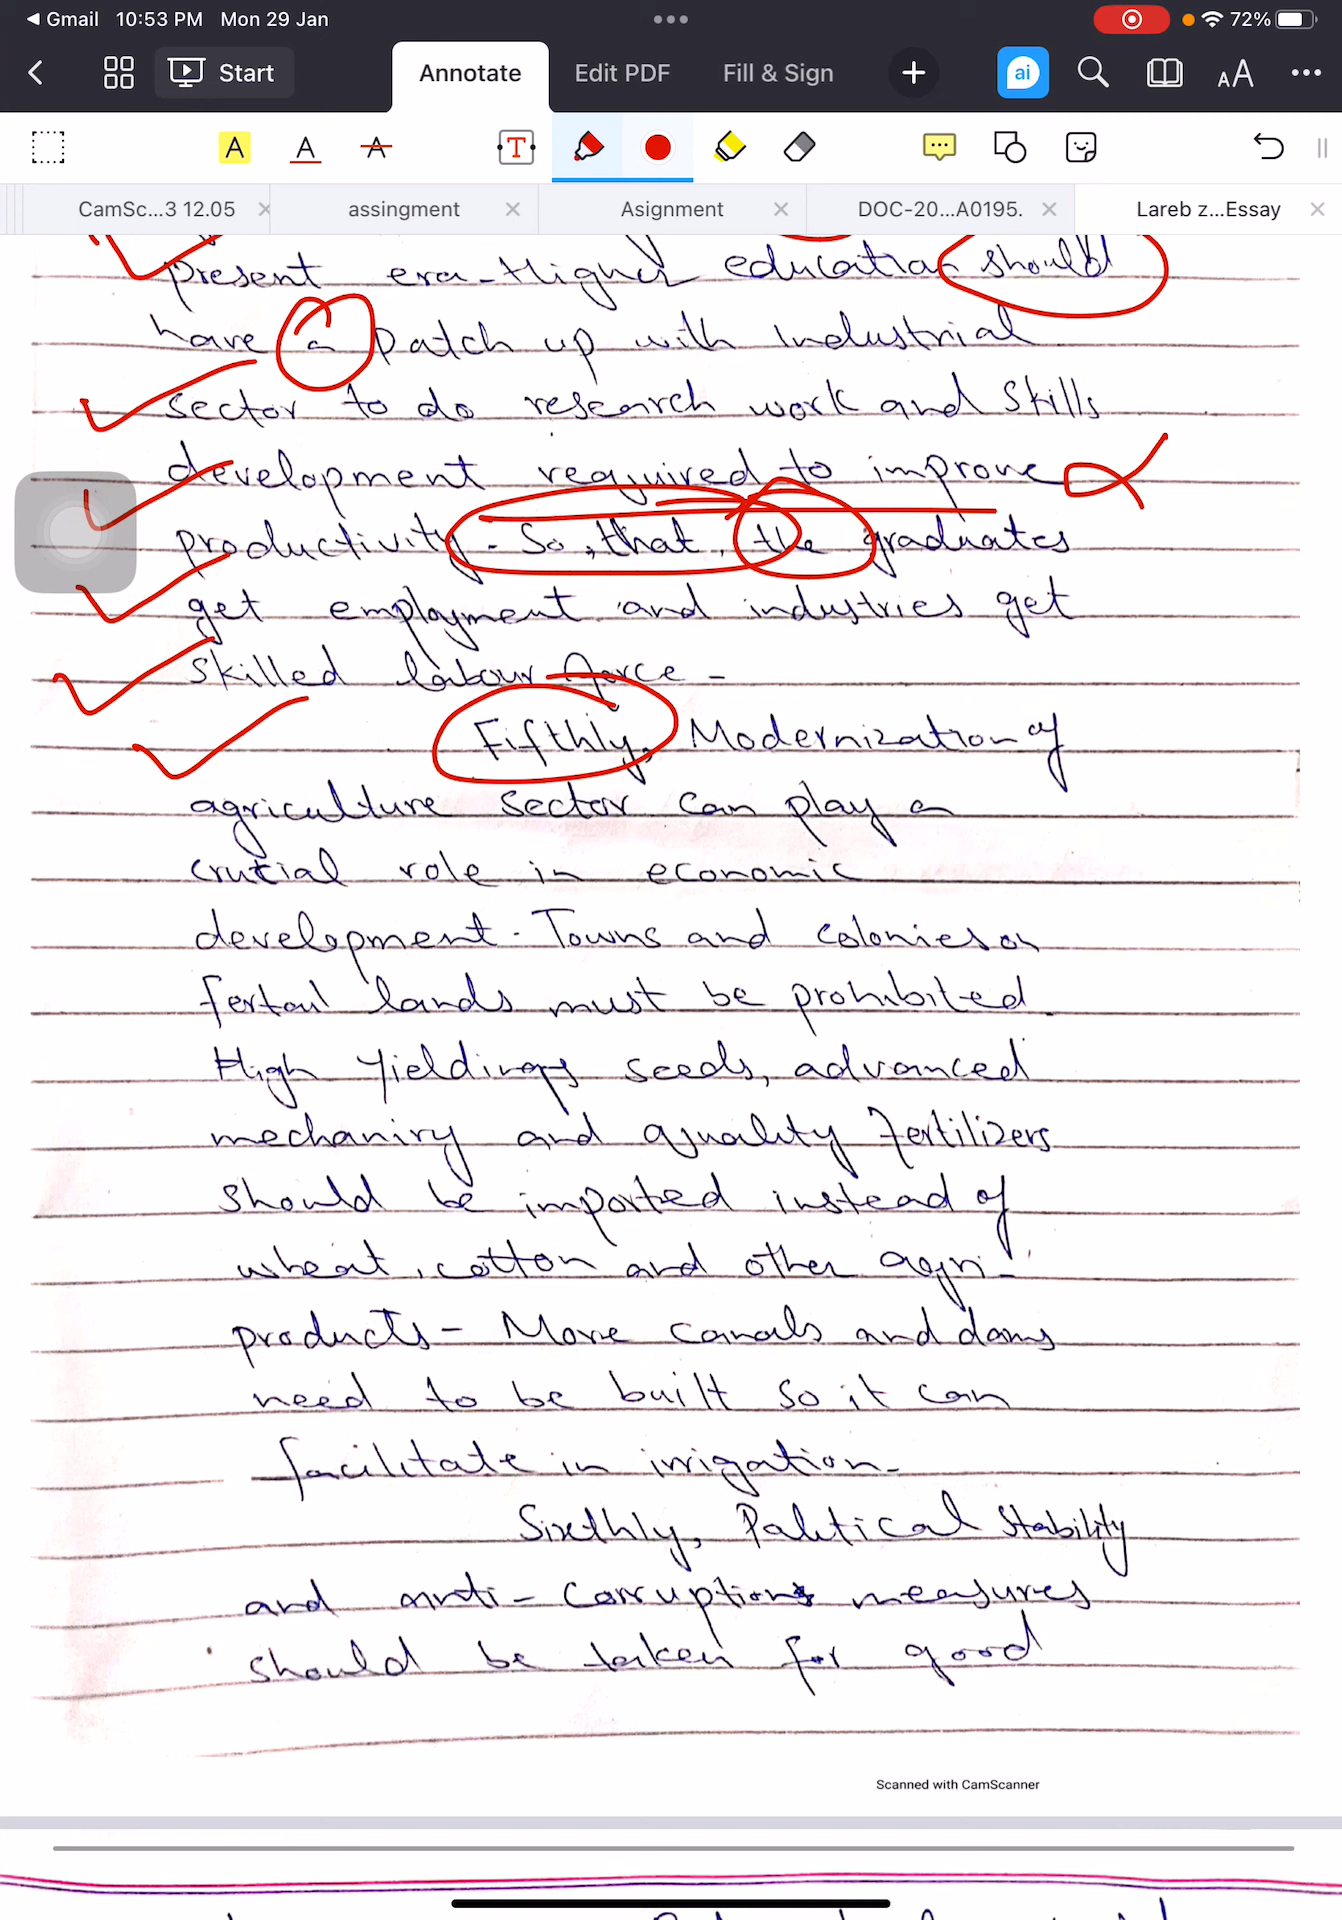 Gmail 10:53 PM Mon 29 Jan 72%
Start Annotate Edit PDF Fill & Sign ai AA
A A A T
CamSc...3 12.05 assingment Asignment DOC-20...A0195. Lareb z...Essay
present era - Higher education should
have a patch up with Industrial
sector to do research work and skills
development required to improve
productivity - So, that, the graduates
get employment and industries get
skilled labour force -
Fifthly, Modernization of
agriculture sector can play a
crucial role in economic
development. Towns and colonies on
fertail lands must be prohibited.
High yieldings seeds, advanced
mechaniry and quality fertilizers
should be imported instead of
wheat, cotton and other agri-
products - More canals and dams
need to be built so it can
facilitate in irrigation -
Sixthly, Political Stability
and anti - corruption measures
should be taken for good
Scanned with CamScanner